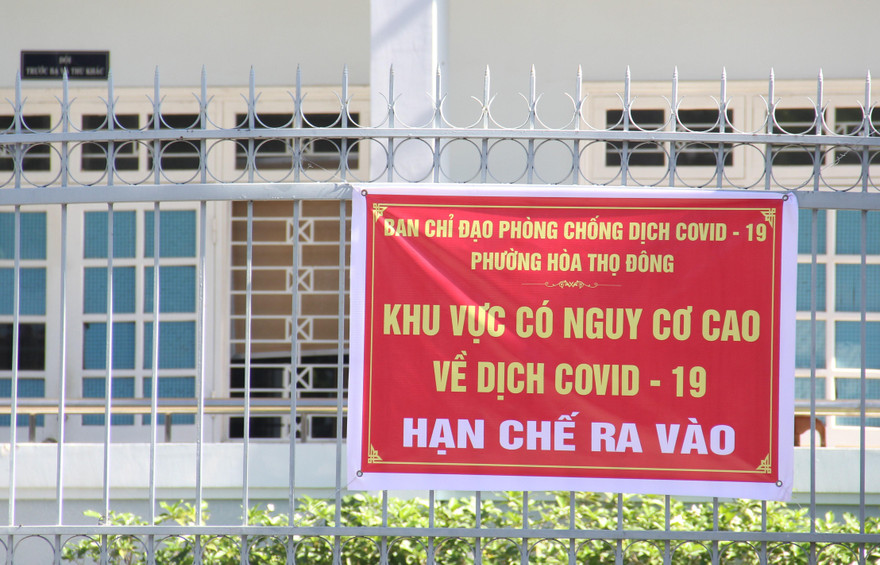 ĐỘI
BAN CHỈ ĐẠO PHÒNG CHỐNG DỊCH COVID - 19
PHƯỜNG HÒA THỌ ĐÔNG
KHU VỰC CÓ NGUY CƠ CAO
VỀ DỊCH COVID - 19
HẠN CHẾ RA VÀO